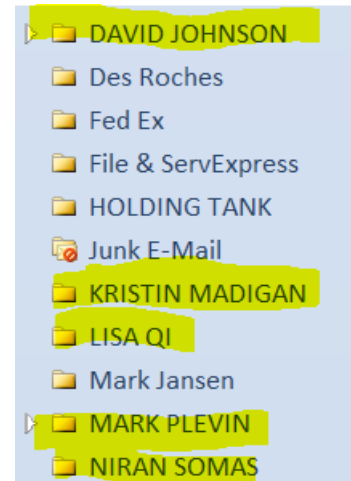 DAVID JOHNSON
Des Roches
Fed Ex
File & ServExpress
HOLDING TANK
Junk E-Mail
KRISTIN MADIGAN
LISA QI
Mark Jansen
MARK PLEVIN
NIRAN SOMAS